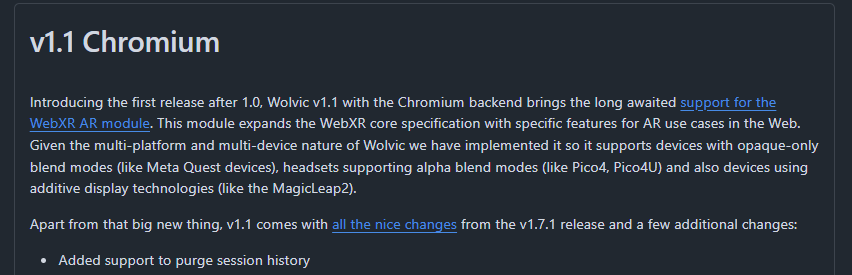 v1.1 Chromium
Introducing the first release after 1.0, Wolvic v1.1 with the Chromium backend brings the long awaited support for the
WebXR AR module. This module expands the WebXR core specification with specific features for AR use cases in the Web.
Given the multi-platform and multi-device nature of Wolvic we have implemented it so it supports devices with opaque-only
blend modes (like Meta Quest devices), headsets supporting alpha blend modes (like Pico4, Pico4U) and also devices using
additive display technologies (like the MagicLeap2).
Apart from that big new thing, v1.1 comes with all the nice changes from the v1.7.1 release and a few additional changes:
• Added support to purge session history